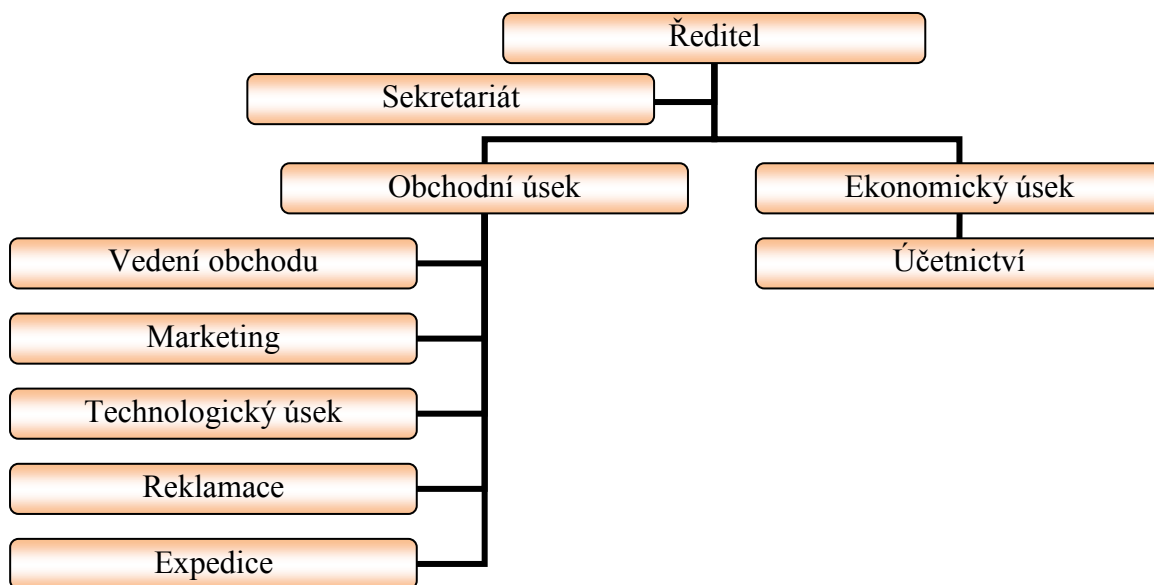 Ředitel
Sekretariát
Obchodní úsek
Ekonomický úsek
Vedení obchodu
Účetnictví
Marketing
Technologický úsek
Reklamace
Expedice